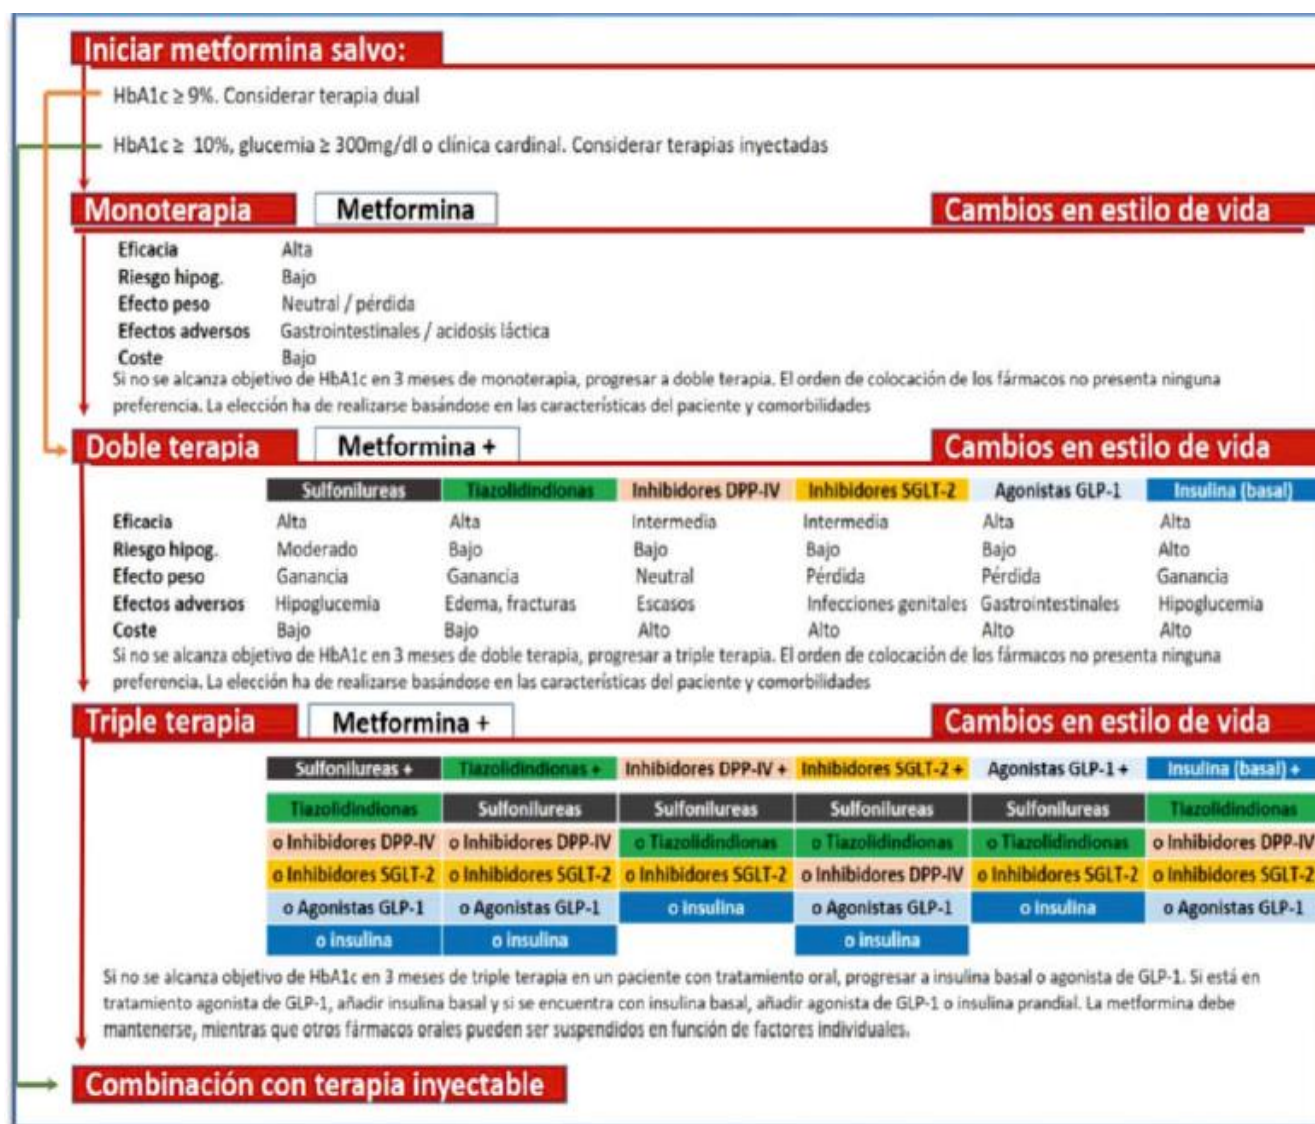 Iniciar metformina salvo:
HbA1c ≥ 9%. Considerar terapia dual
HbA1c ≥ 10%, glucemia ≥ 300mg/dl o clínica cardinal. Considerar terapias inyectadas
Monoterapia Metformina Cambios en estilo de vida
Eficacia Alta
Riesgo hipog. Bajo
Efecto peso Neutral / pérdida
Efectos adversos Gastrointestinales / acidosis láctica
Coste Bajo
Si no se alcanza objetivo de HbA1c en 3 meses de monoterapia, progresar a doble terapia. El orden de colocación de los fármacos no presenta ninguna
preferencia. La elección ha de realizarse basándose en las características del paciente y comorbilidades
Doble terapia Metformina + Cambios en estilo de vida
Sulfonilureas Tiazolidindionas Inhibidores DPP-IV Inhibidores SGLT-2 Agonistas GLP-1 Insulina (basal)
Eficacia Alta Alta Intermedia Intermedia Alta Alta
Riesgo hipog. Moderado Bajo Bajo Bajo Bajo Alto
Efecto peso Ganancia Ganancia Neutral Pérdida Pérdida Ganancia
Efectos adversos Hipoglucemia Edema, fracturas Escasos Infecciones genitales Gastrointestinales Hipoglucemia
Coste Bajo Bajo Alto Alto Alto Alto
Si no se alcanza objetivo de HbA1c en 3 meses de doble terapia, progresar a triple terapia. El orden de colocación de los fármacos no presenta ninguna
preferencia. La elección ha de realizarse basándose en las características del paciente y comorbilidades
Triple terapia Metformina + Cambios en estilo de vida
Sulfonilureas + Tiazolidindionas + Inhibidores DPP-IV + Inhibidores SGLT-2 + Agonistas GLP-1 + Insulina (basal) +
Tiazolidindionas Sulfonilureas Sulfonilureas Sulfonilureas Sulfonilureas Tiazolidindionas
o Inhibidores DPP-IV o Inhibidores DPP-IV o Tiazolidindionas o Tiazolidindionas o Tiazolidindionas o Inhibidores DPP-IV
o Inhibidores SGLT-2 o Inhibidores SGLT-2 o Inhibidores SGLT-2 o Inhibidores DPP-IV o Inhibidores SGLT-2 o Inhibidores SGLT-2
o Agonistas GLP-1 o Agonistas GLP-1 o insulina o Agonistas GLP-1 o insulina o Agonistas GLP-1
o insulina o insulina o insulina
Si no se alcanza objetivo de HbA1c en 3 meses de triple terapia en un paciente con tratamiento oral, progresar a insulina basal o agonista de GLP-1. Si está en
tratamiento agonista de GLP-1, añadir insulina basal y si se encuentra con insulina basal, añadir agonista de GLP-1 o insulina prandial. La metformina debe
mantenerse, mientras que otros fármacos orales pueden ser suspendidos en función de factores individuales.
Combinación con terapia inyectable